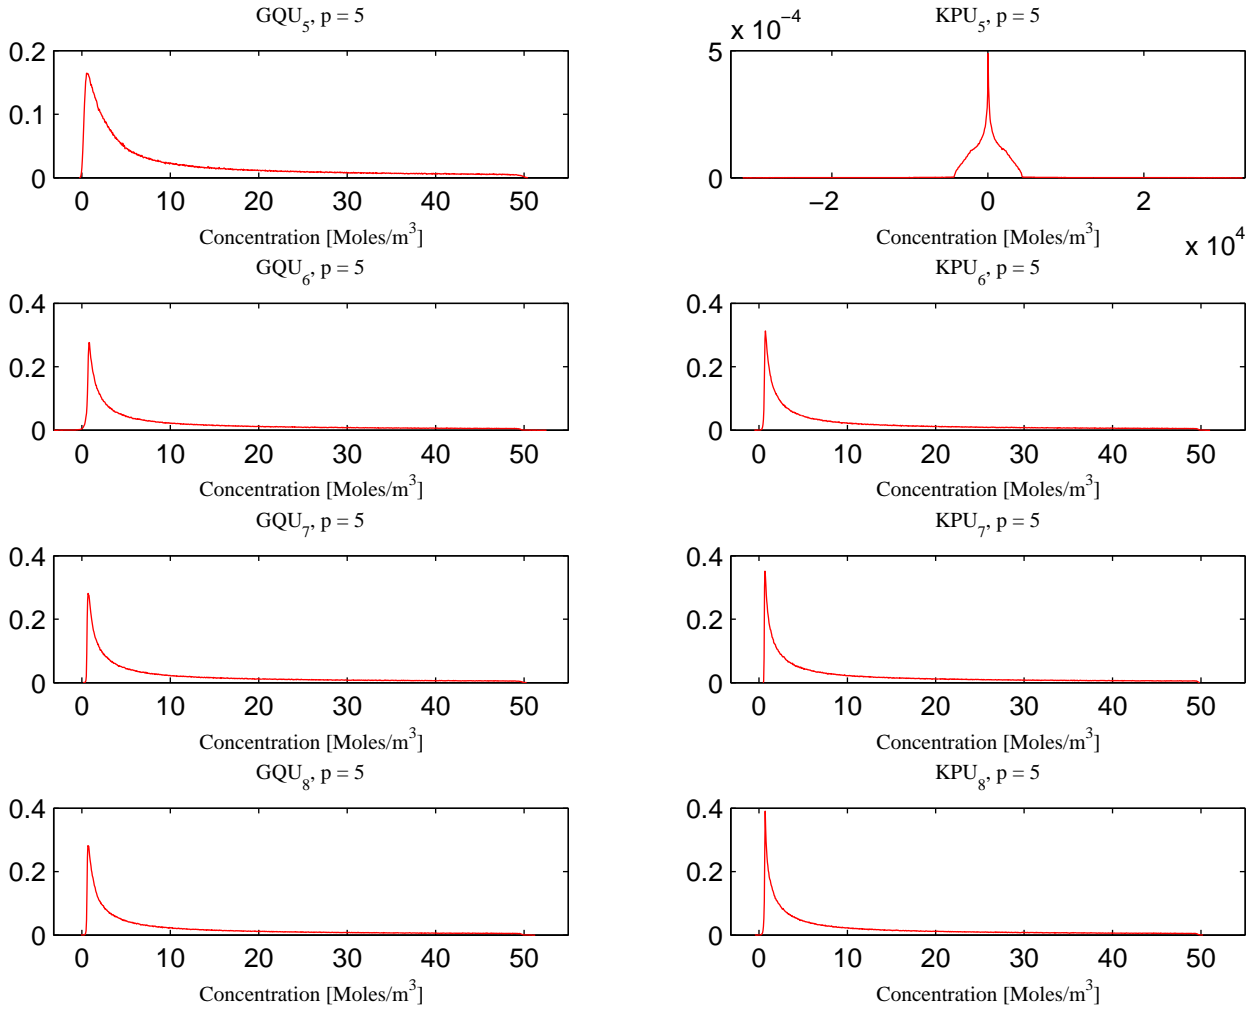 GQU₅, p = 5
0.2
0.1
0
0 10 20 30 40 50
Concentration [Moles/m³]
KPU₅, p = 5
x 10⁻⁴
5
0
−2 0 2
x 10⁴
Concentration [Moles/m³]
GQU₆, p = 5
0.4
0.2
0
0 10 20 30 40 50
Concentration [Moles/m³]
KPU₆, p = 5
0.4
0.2
0
0 10 20 30 40 50
Concentration [Moles/m³]
GQU₇, p = 5
0.4
0.2
0
0 10 20 30 40 50
Concentration [Moles/m³]
KPU₇, p = 5
0.4
0.2
0
0 10 20 30 40 50
Concentration [Moles/m³]
GQU₈, p = 5
0.4
0.2
0
0 10 20 30 40 50
Concentration [Moles/m³]
KPU₈, p = 5
0.4
0.2
0
0 10 20 30 40 50
Concentration [Moles/m³]